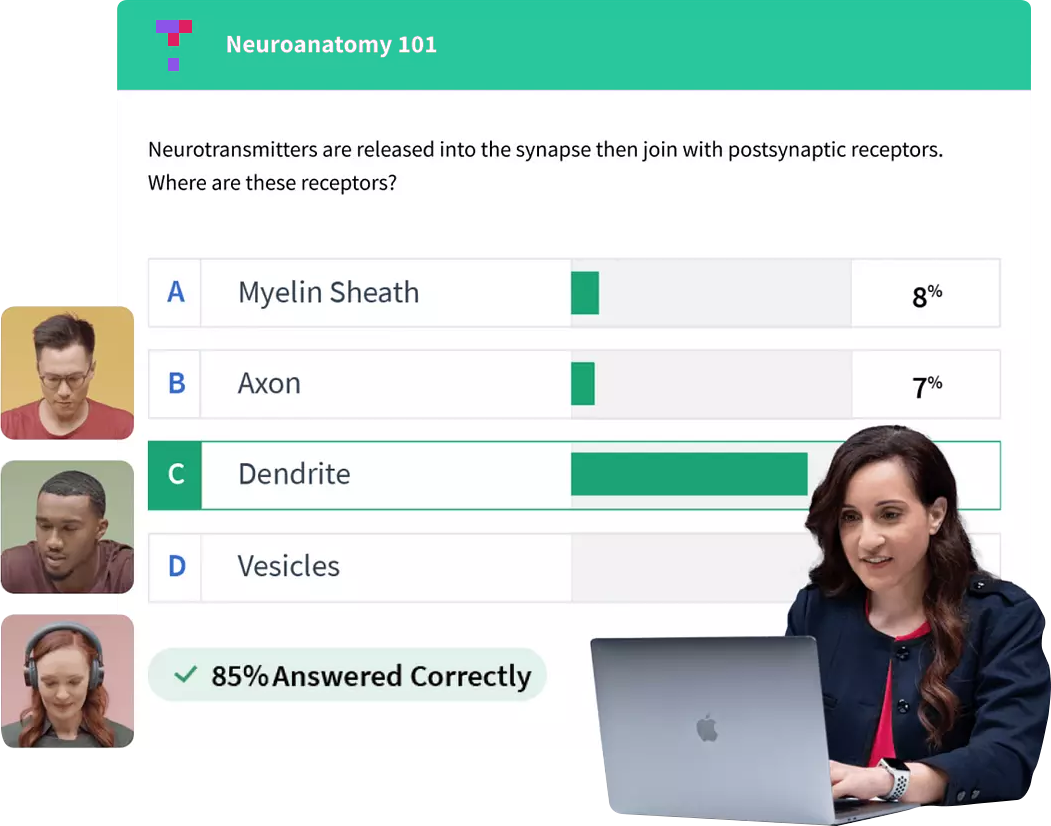 Neuroanatomy 101
Neurotransmitters are released into the synapse then join with postsynaptic receptors.
Where are these receptors?
A Myelin Sheath 8%
B Axon 7%
C Dendrite
D Vesicles
85% Answered Correctly